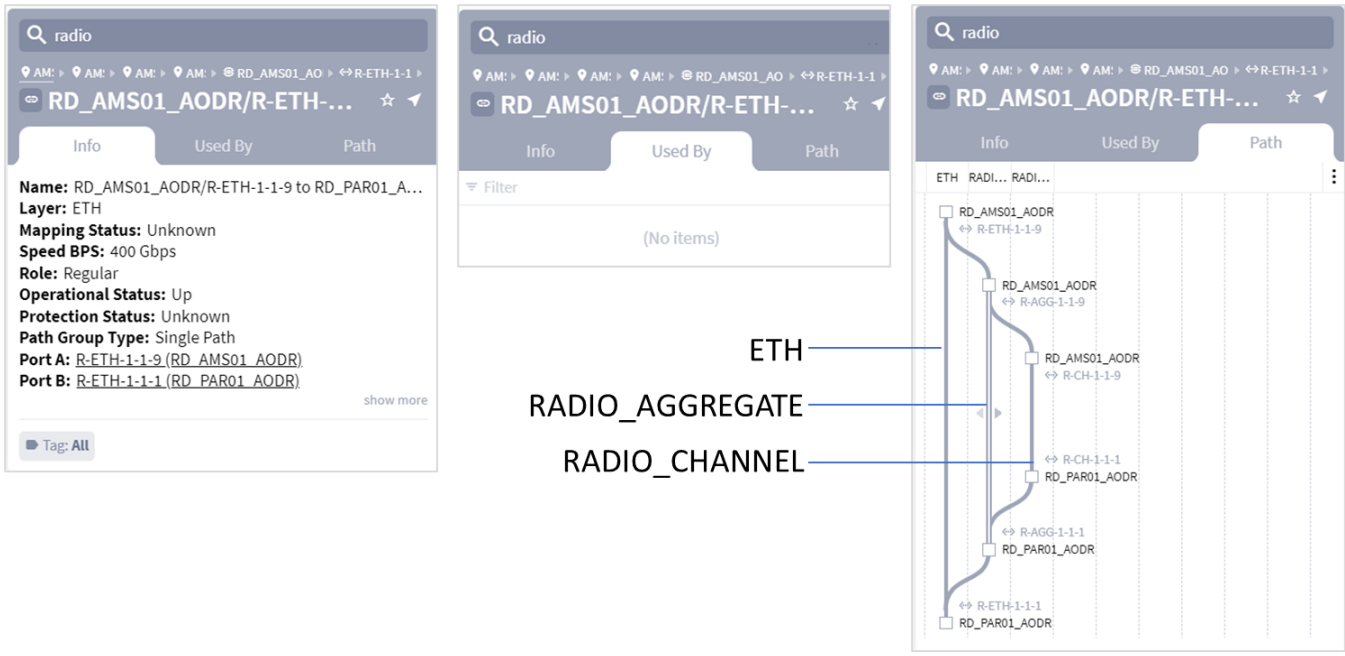 radio
AM: AM: AM: AM: RD_AMS01_AO R-ETH-1-1
RD_AMS01_AODR/R-ETH-...
Info Used By Path
Name: RD_AMS01_AODR/R-ETH-1-1-9 to RD_PAR01_A...
Layer: ETH
Mapping Status: Unknown
Speed BPS: 400 Gbps
Role: Regular
Operational Status: Up
Protection Status: Unknown
Path Group Type: Single Path
Port A: R-ETH-1-1-9 (RD_AMS01_AODR)
Port B: R-ETH-1-1-1 (RD_PAR01_AODR)
show more
Tag: All
radio
AM: AM: AM: AM: RD_AMS01_AO R-ETH-1-1
RD_AMS01_AODR/R-ETH-...
Info Used By Path
Filter
(No items)
ETH
RADIO_AGGREGATE
RADIO_CHANNEL
radio
AM: AM: AM: AM: RD_AMS01_AO R-ETH-1-1
RD_AMS01_AODR/R-ETH-...
Info Used By Path
ETH RADI... RADI...
RD_AMS01_AODR
R-ETH-1-1-9
RD_AMS01_AODR
R-AGG-1-1-9
RD_AMS01_AODR
R-CH-1-1-9
R-CH-1-1-1
RD_PAR01_AODR
R-AGG-1-1-1
RD_PAR01_AODR
R-ETH-1-1-1
RD_PAR01_AODR